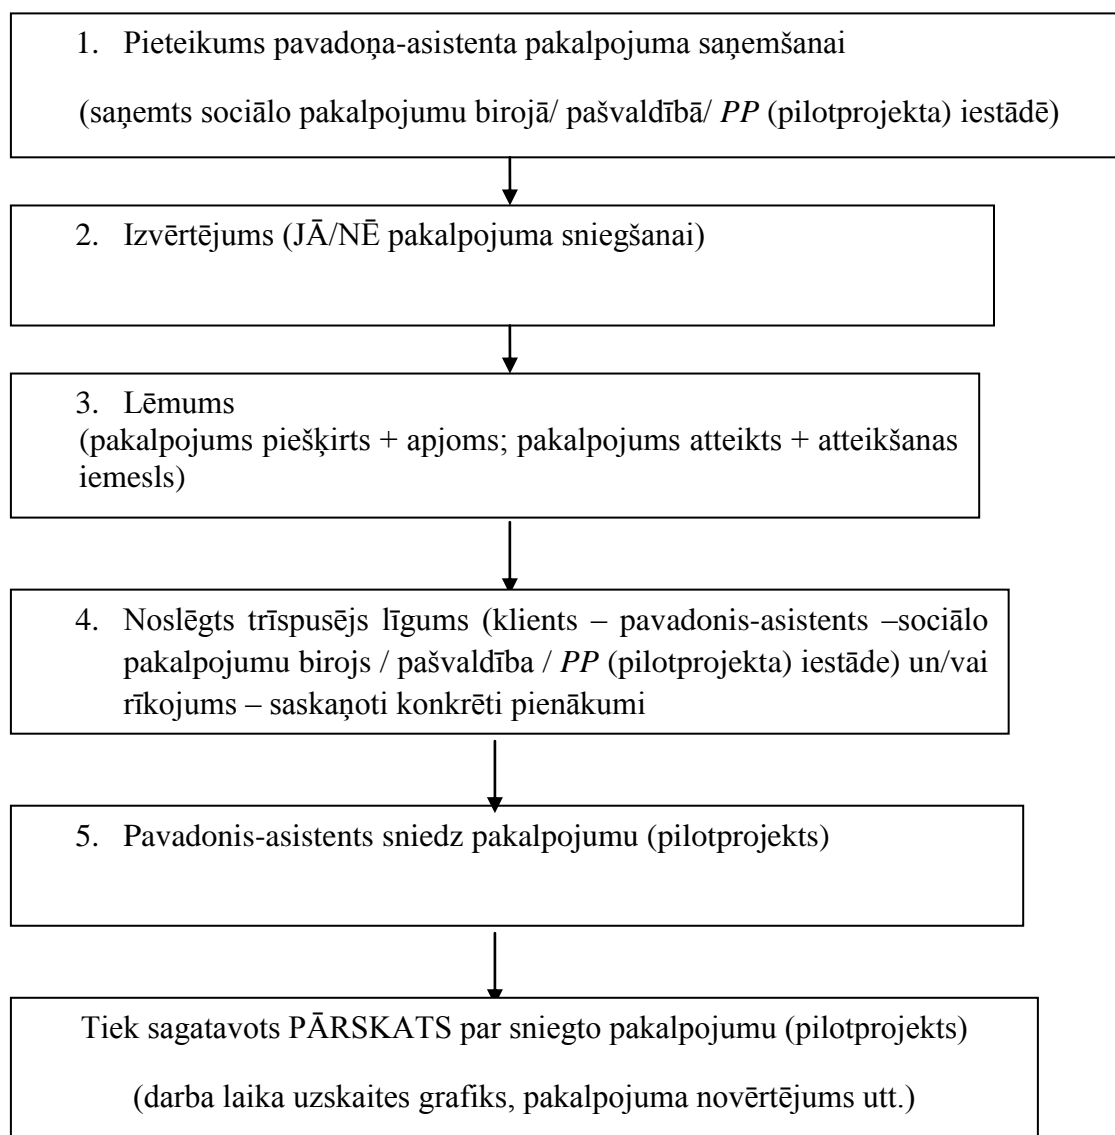 1. Pieteikums pavadoņa-asistenta pakalpojuma saņemšanai
(saņemts sociālo pakalpojumu birojā/ pašvaldībā/ PP (pilotprojekta) iestādē)
2. Izvērtējums (JĀ/NĒ pakalpojuma sniegšanai)
3. Lēmums
(pakalpojums piešķirts + apjoms; pakalpojums atteikts + atteikšanas
iemesls)
4. Noslēgts trīspusējs līgums (klients – pavadonis-asistents –sociālo
pakalpojumu birojs / pašvaldība / PP (pilotprojekta) iestāde) un/vai
rīkojums – saskaņoti konkrēti pienākumi
5. Pavadonis-asistents sniedz pakalpojumu (pilotprojekts)
Tiek sagatavots PĀRSKATS par sniegto pakalpojumu (pilotprojekts)
(darba laika uzskaites grafiks, pakalpojuma novērtējums utt.)